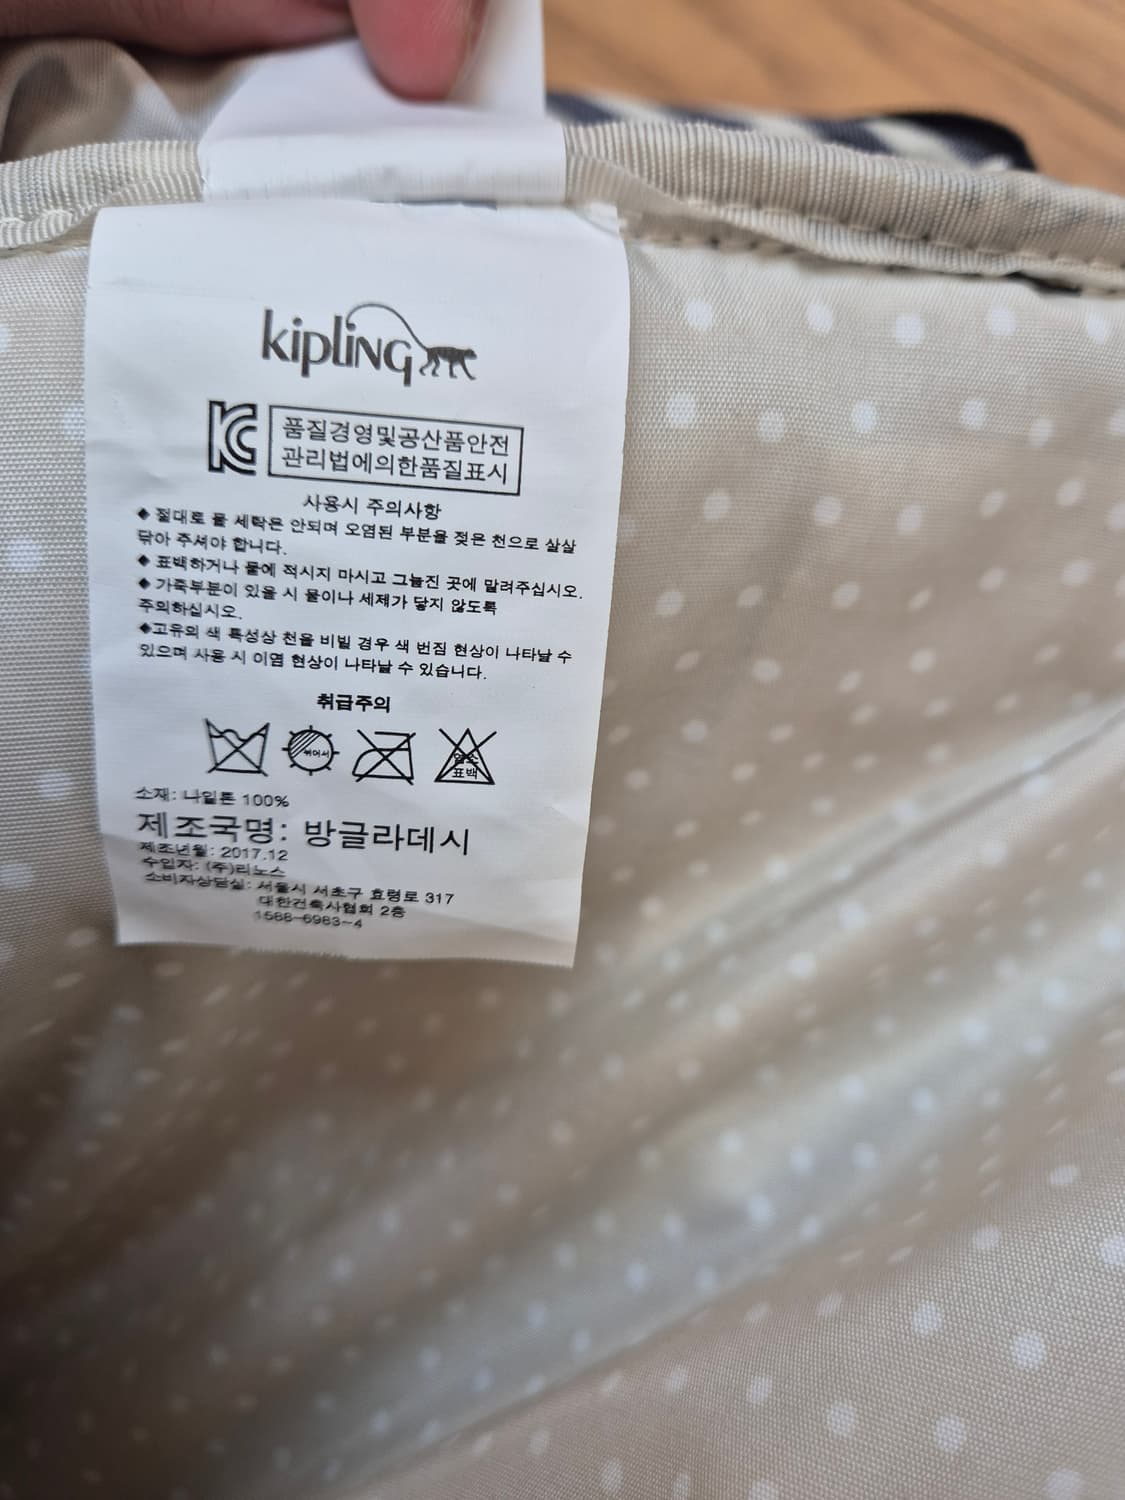 kipling
품질경영및공산품안전
관리법에의한품질표시
사용시 주의사항
◆ 절대로 물 세탁은 안되며 오염된 부분을 젖은 천으로 살살
닦아 주셔야 합니다.
◆ 표백하거나 물에 적시지 마시고 그늘진 곳에 말려주십시오.
◆ 가죽부분이 있을 시 물이나 세제가 닿지 않도록
주의하십시오.
◆고유의 색 특성상 천을 비빌 경우 색 번짐 현상이 나타날 수
있으며 사용 시 이염 현상이 나타날 수 있습니다.
취급주의
뉘어서
염소
표백
소재: 나일론 100%
제조국명: 방글라데시
제조년월: 2017.12
수입자: (주)리노스
소비자상담실: 서울시 서초구 효령로 317
대한건축사협회 2층
1588-6983-4